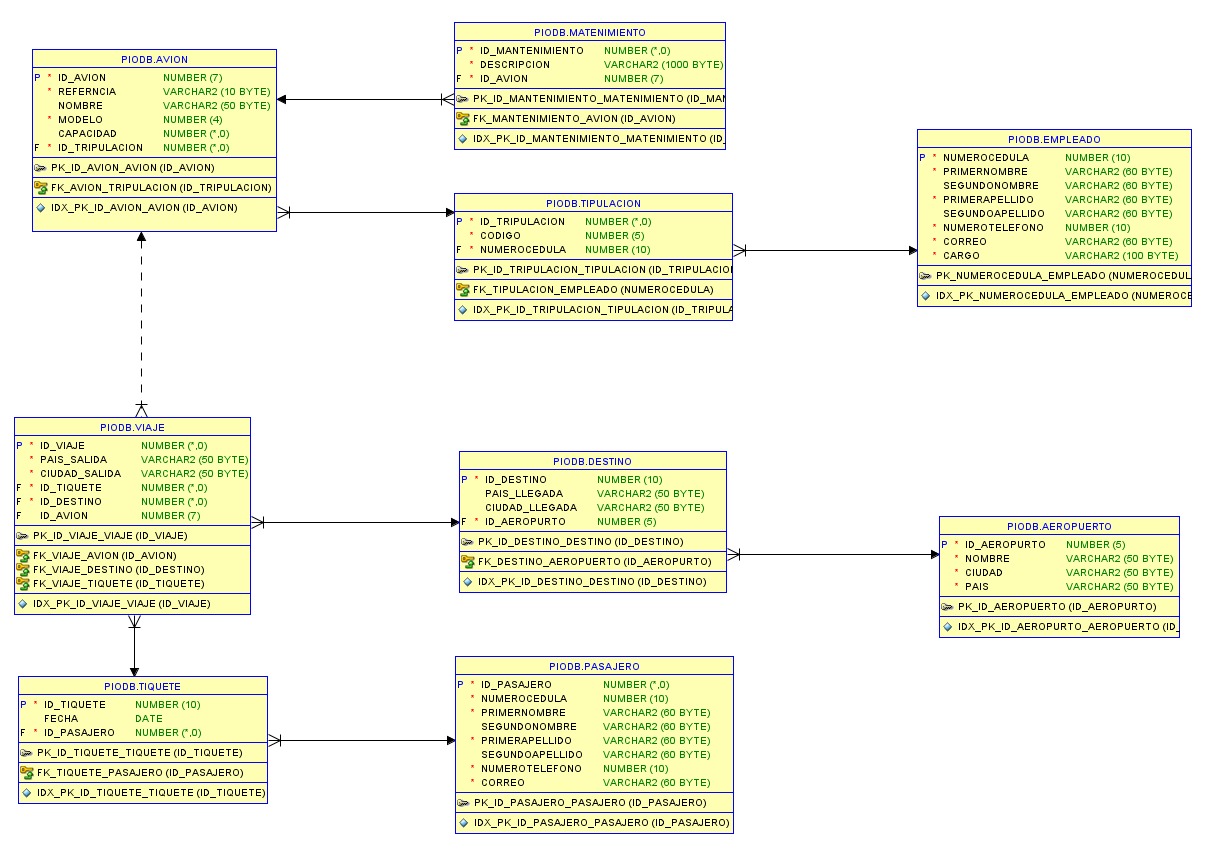 PIODB.AVION
P * ID_AVION NUMBER (7)
* REFERNCIA VARCHAR2 (10 BYTE)
NOMBRE VARCHAR2 (50 BYTE)
* MODELO NUMBER (4)
CAPACIDAD NUMBER (*,0)
F * ID_TRIPULACION NUMBER (*,0)
PK_ID_AVION_AVION (ID_AVION)
FK_AVION_TRIPULACION (ID_TRIPULACION)
IDX_PK_ID_AVION_AVION (ID_AVION)
PIODB.MATENIMIENTO
P * ID_MANTENIMIENTO NUMBER (*,0)
* DESCRIPCION VARCHAR2 (1000 BYTE)
F * ID_AVION NUMBER (7)
PK_ID_MANTENIMIENTO_MATENIMIENTO (ID_MAN
FK_MANTENIMIENTO_AVION (ID_AVION)
IDX_PK_ID_MANTENIMIENTO_MATENIMIENTO (ID_
PIODB.TIPULACION
P * ID_TRIPULACION NUMBER (*,0)
* CODIGO NUMBER (5)
F * NUMEROCEDULA NUMBER (10)
PK_ID_TRIPULACION_TIPULACION (ID_TRIPULACIO
FK_TIPULACION_EMPLEADO (NUMEROCEDULA)
IDX_PK_ID_TRIPULACION_TIPULACION (ID_TRIPULA
PIODB.EMPLEADO
P * NUMEROCEDULA NUMBER (10)
* PRIMERNOMBRE VARCHAR2 (60 BYTE)
SEGUNDONOMBRE VARCHAR2 (60 BYTE)
* PRIMERAPELLIDO VARCHAR2 (60 BYTE)
SEGUNDOAPELLIDO VARCHAR2 (60 BYTE)
* NUMEROTELEFONO NUMBER (10)
* CORREO VARCHAR2 (60 BYTE)
* CARGO VARCHAR2 (100 BYTE)
PK_NUMEROCEDULA_EMPLEADO (NUMEROCEDUL
IDX_PK_NUMEROCEDULA_EMPLEADO (NUMEROCE
PIODB.VIAJE
P * ID_VIAJE NUMBER (*,0)
* PAIS_SALIDA VARCHAR2 (50 BYTE)
* CIUDAD_SALIDA VARCHAR2 (50 BYTE)
F * ID_TIQUETE NUMBER (*,0)
F * ID_DESTINO NUMBER (*,0)
F ID_AVION NUMBER (7)
PK_ID_VIAJE_VIAJE (ID_VIAJE)
FK_VIAJE_AVION (ID_AVION)
FK_VIAJE_DESTINO (ID_DESTINO)
FK_VIAJE_TIQUETE (ID_TIQUETE)
IDX_PK_ID_VIAJE_VIAJE (ID_VIAJE)
PIODB.DESTINO
P * ID_DESTINO NUMBER (10)
PAIS_LLEGADA VARCHAR2 (50 BYTE)
CIUDAD_LLEGADA VARCHAR2 (50 BYTE)
F * ID_AEROPURTO NUMBER (5)
PK_ID_DESTINO_DESTINO (ID_DESTINO)
FK_DESTINO_AEROPUERTO (ID_AEROPURTO)
IDX_PK_ID_DESTINO_DESTINO (ID_DESTINO)
PIODB.AEROPUERTO
P * ID_AEROPURTO NUMBER (5)
* NOMBRE VARCHAR2 (50 BYTE)
* CIUDAD VARCHAR2 (50 BYTE)
* PAIS VARCHAR2 (50 BYTE)
PK_ID_AEROPUERTO (ID_AEROPURTO)
IDX_PK_ID_AEROPURTO_AEROPUERTO (ID_
PIODB.TIQUETE
P * ID_TIQUETE NUMBER (10)
FECHA DATE
F * ID_PASAJERO NUMBER (*,0)
PK_ID_TIQUETE_TIQUETE (ID_TIQUETE)
FK_TIQUETE_PASAJERO (ID_PASAJERO)
IDX_PK_ID_TIQUETE_TIQUETE (ID_TIQUETE)
PIODB.PASAJERO
P * ID_PASAJERO NUMBER (*,0)
* NUMEROCEDULA NUMBER (10)
* PRIMERNOMBRE VARCHAR2 (60 BYTE)
SEGUNDONOMBRE VARCHAR2 (60 BYTE)
* PRIMERAPELLIDO VARCHAR2 (60 BYTE)
SEGUNDOAPELLIDO VARCHAR2 (60 BYTE)
* NUMEROTELEFONO NUMBER (10)
* CORREO VARCHAR2 (60 BYTE)
PK_ID_PASAJERO_PASAJERO (ID_PASAJERO)
IDX_PK_ID_PASAJERO_PASAJERO (ID_PASAJERO)